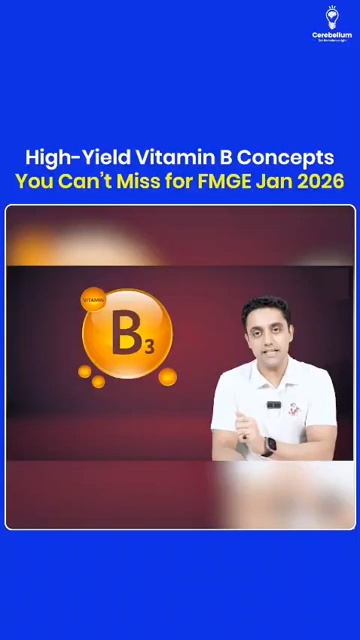 Cerebellum
High-Yield Vitamin B Concepts
You Can't Miss for FMGE Jan 2026
VITAMIN
B3